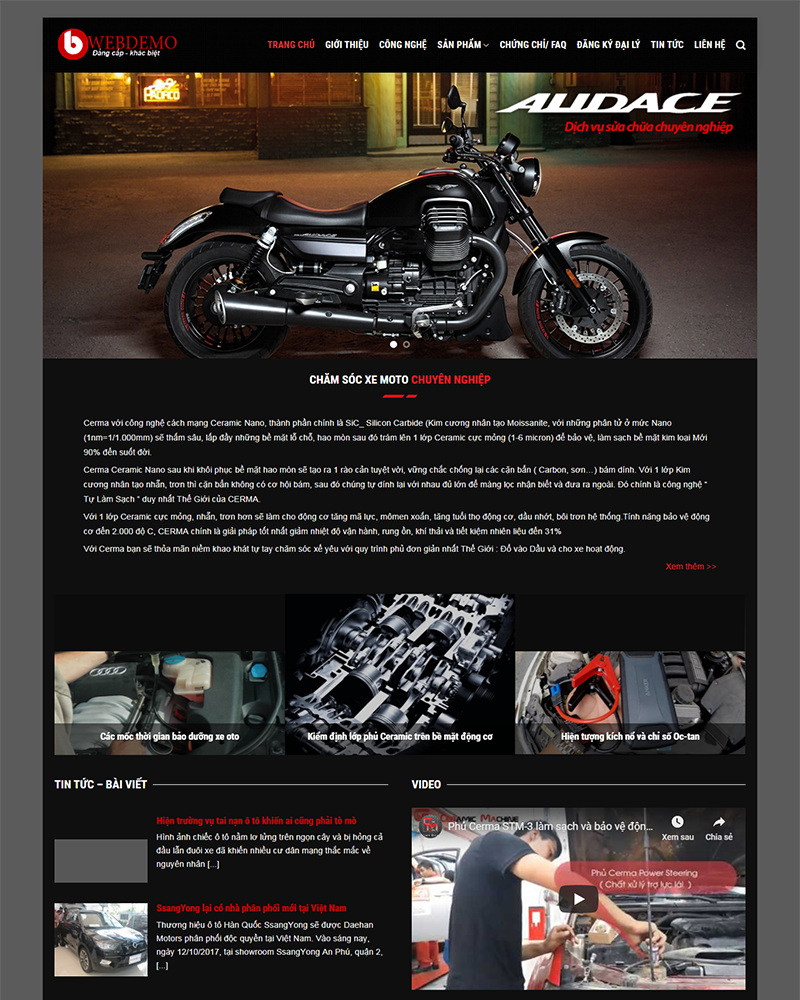 WEBDEMO
Đẳng cấp - khác biệt
TRANG CHỦ GIỚI THIỆU CÔNG NGHỆ SẢN PHẨM CHỨNG CHỈ/ FAQ ĐĂNG KÝ ĐẠI LÝ TIN TỨC LIÊN HỆ
AUDACE
Dịch vụ sửa chữa chuyên nghiệp
CHĂM SÓC XE MOTO CHUYÊN NGHIỆP
Cerma với công nghệ cách mạng Ceramic Nano, thành phần chính là SiC_ Silicon Carbide (Kim cương nhân tạo Moissanite, với những phân tử ở mức Nano
(1nm=1/1.000mm) sẽ thấm sâu, lấp đầy những bề mặt lồ chỗ, hao mòn sau đó trám lên 1 lớp Ceramic cực mỏng (1-6 micron) để bảo vệ, làm sạch bề mặt kim loại Mới
90% đến suốt đời.
Cerma Ceramic Nano sau khi khôi phục bề mặt hao mòn sẽ tạo ra 1 rào cản tuyệt vời, vững chắc chống lại các cặn bẩn ( Carbon, sơn…) bám dính. Với 1 lớp Kim
cương nhân tạo nhẵn, trơn thì cặn bẩn không có cơ hội bám, sau đó chúng tự dính lại với nhau đủ lớn để màng lọc nhận biết và đưa ra ngoài. Đó chính là công nghệ "
Tự Làm Sạch " duy nhất Thế Giới của CERMA.
Với 1 lớp Ceramic cực mỏng, nhẵn, trơn hơn sẽ làm cho động cơ tăng mã lực, mômen xoắn, tăng tuổi thọ động cơ, dầu nhớt, bôi trơn hệ thống.Tính năng bảo vệ động
cơ đến 2.000 độ C, CERMA chính là giải pháp tốt nhất giảm nhiệt độ vận hành, rung ồn, khí thải và tiết kiệm nhiên liệu đến 31%
Với Cerma bạn sẽ thỏa mãn niềm khao khát tự tay chăm sóc xế yêu với quy trình phủ đơn giản nhất Thế Giới : Đổ vào Dầu và cho xe hoạt động.
Xem thêm >>
Các mốc thời gian bảo dưỡng xe oto
Kiểm định lớp phủ Ceramic trên bề mặt động cơ
Hiện tượng kích nổ và chỉ số Oc-tan
TIN TỨC – BÀI VIẾT
Hiện trường vụ tai nạn ô tô khiến ai cũng phải tò mò
Hình ảnh chiếc ô tô nằm lơ lửng trên ngọn cây và bị hỏng cả
đầu lẫn đuôi xe đã khiến nhiều cư dân mạng thắc mắc về
nguyên nhân [...]
SsangYong lại có nhà phân phối mới tại Việt Nam
Thương hiệu ô tô Hàn Quốc SsangYong sẽ được Daehan
Motors phân phối độc quyền tại Việt Nam. Vào sáng nay,
ngày 12/10/2017, tại showroom SsangYong An Phú, quận 2,
[...]
VIDEO
CERAMIC MACHINE
Phủ Cerma STM-3 làm sạch và bảo vệ độn...
Xem sau Chia sẻ
Phủ Cerma Power Steering
( Chất xử lý trợ lực lái )